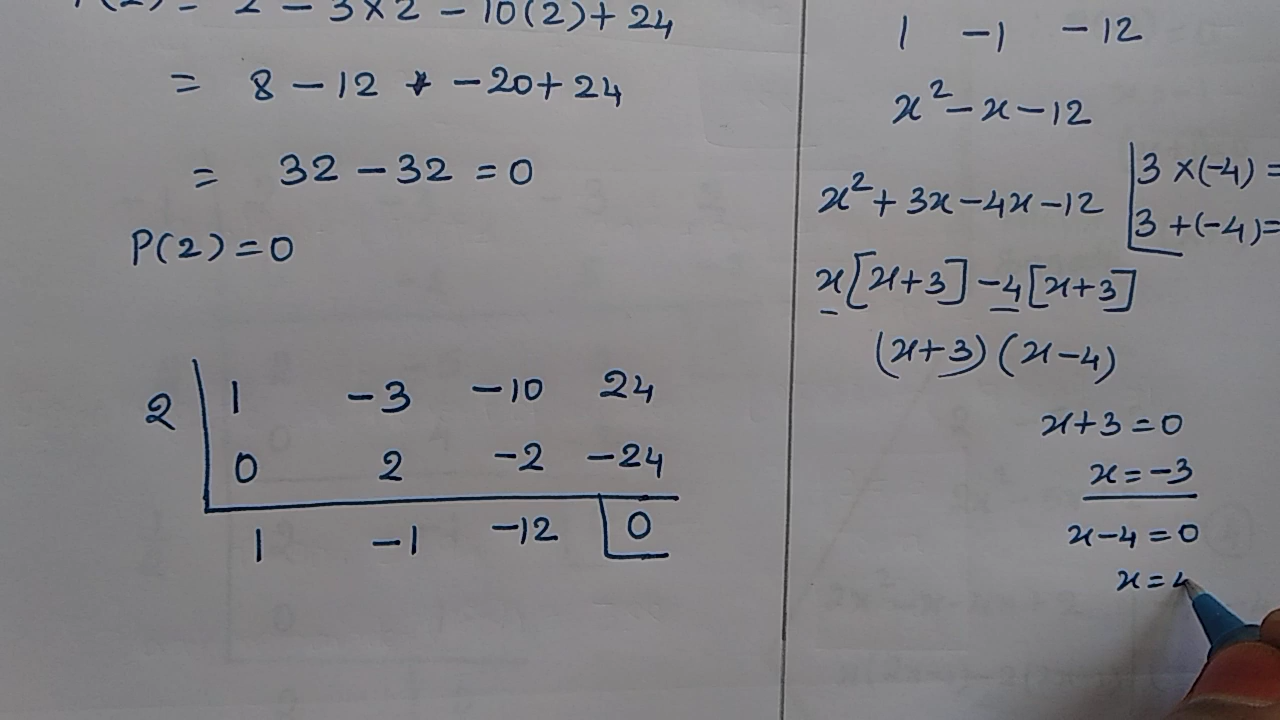 = 8 - 12 - 20 + 24
= 32 - 32 = 0
P(2) = 0
2 | 1 -3 -10 24
0 2 -2 -24
1 -1 -12 0
1 -1 -12
x² - x - 12
x² + 3x - 4x - 12
3 × (-4) =
3 + (-4) =
x[x+3] - 4[x+3]
(x+3)(x-4)
x+3 = 0
x = -3
x-4 = 0
x = 4